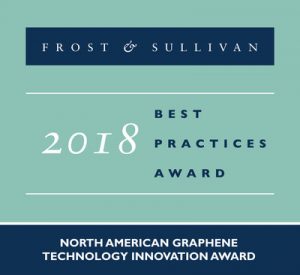 FROST & SULLIVAN
2018
BEST
PRACTICES
AWARD
NORTH AMERICAN GRAPHENE
TECHNOLOGY INNOVATION AWARD